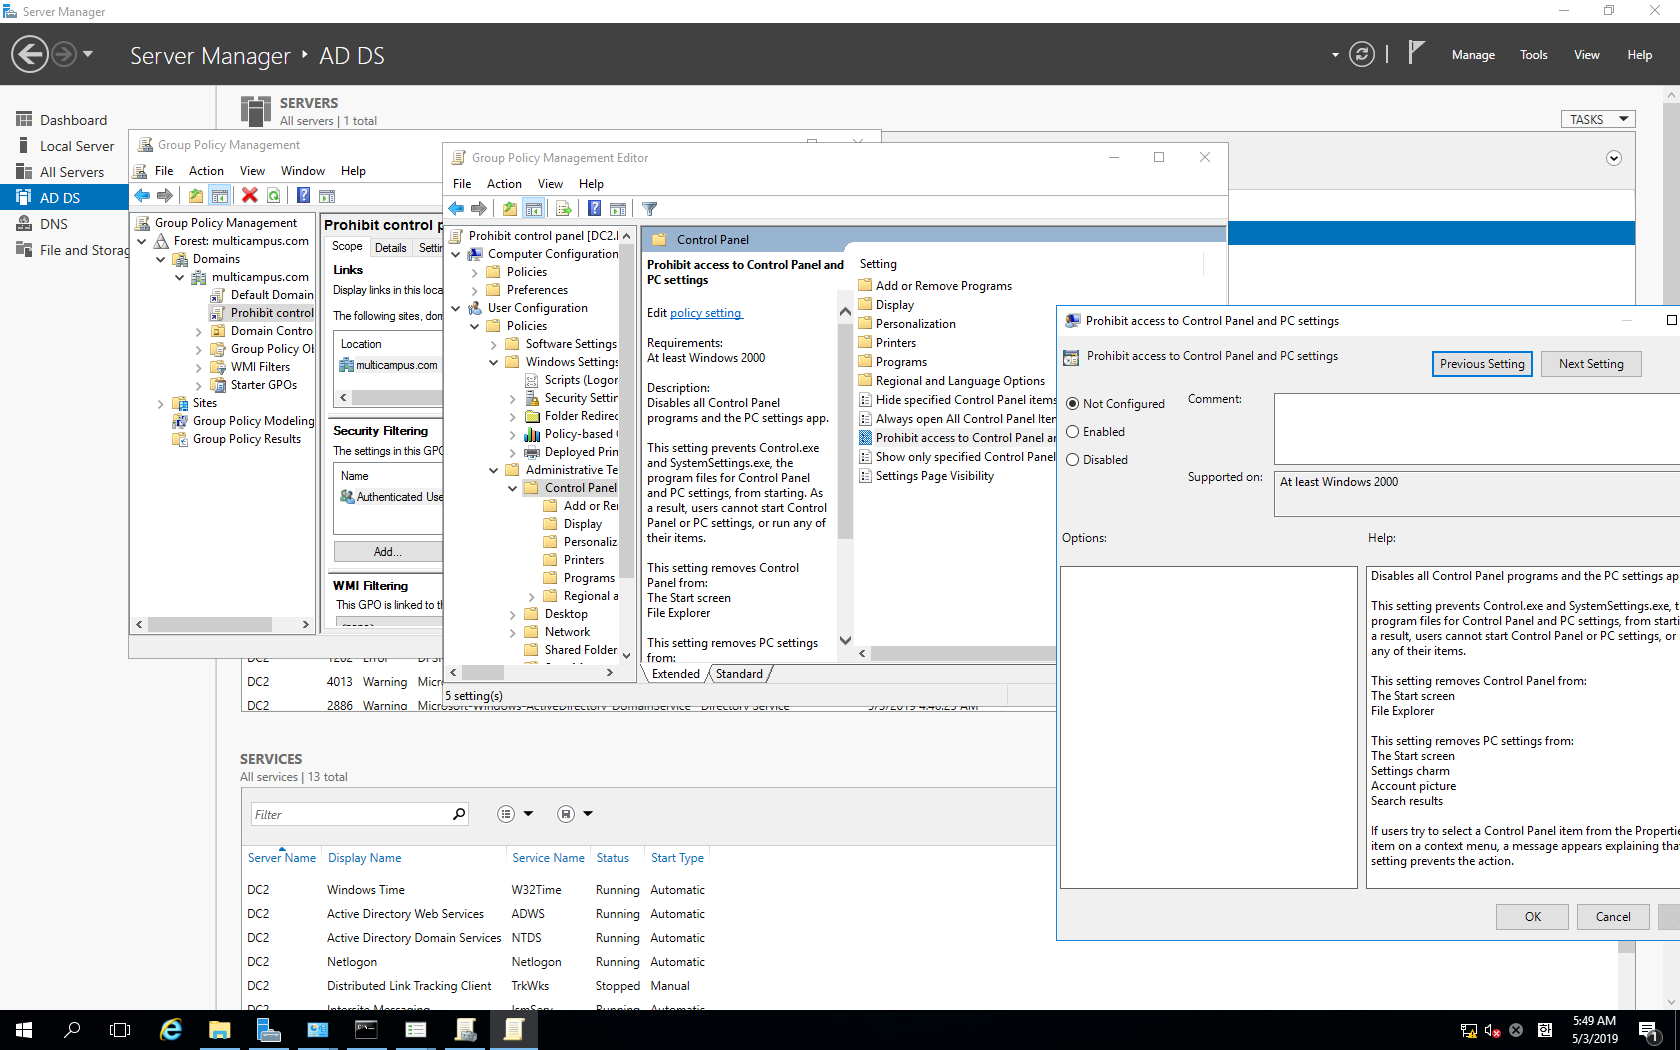 Server Manager
Server Manager ‣ AD DS
Manage
Tools
View
Help
Dashboard
Local Server
All Servers
AD DS
DNS
File and Storag
SERVERS
All servers | 1 total
TASKS
Group Policy Management
File Action View Window Help
Group Policy Management
Forest: multicampus.com
Domains
multicampus.com
Default Domain
Prohibit control
Domain Contro
Group Policy Ob
WMI Filters
Starter GPOs
Sites
Group Policy Modeling
Group Policy Results
Prohibit control p
Scope Details Settin
Links
Display links in this loca
The following sites, dom
Location
multicampus.com
Security Filtering
The settings in this GPO
Name
Authenticated Use
Add...
WMI Filtering
This GPO is linked to th
Group Policy Management Editor
File Action View Help
Prohibit control panel [DC2.
Computer Configuration
Policies
Preferences
User Configuration
Policies
Software Settings
Windows Settings
Scripts (Logon
Security Settin
Folder Redirec
Policy-based
Deployed Prin
Administrative Te
Control Panel
Add or Re
Display
Personaliz
Printers
Programs
Regional a
Desktop
Network
Shared Folder
Control Panel
Prohibit access to Control Panel and
PC settings
Edit policy setting
Requirements:
At least Windows 2000
Description:
Disables all Control Panel
programs and the PC settings app.
This setting prevents Control.exe
and SystemSettings.exe, the
program files for Control Panel
and PC settings, from starting. As
a result, users cannot start Control
Panel or PC settings, or run any of
their items.
This setting removes Control
Panel from:
The Start screen
File Explorer
This setting removes PC settings
from:
Setting
Add or Remove Programs
Display
Personalization
Printers
Programs
Regional and Language Options
Hide specified Control Panel items
Always open All Control Panel Iten
Prohibit access to Control Panel ar
Show only specified Control Panel
Settings Page Visibility
Extended Standard
5 setting(s)
Prohibit access to Control Panel and PC settings
Prohibit access to Control Panel and PC settings
Previous Setting Next Setting
Not Configured
Enabled
Disabled
Comment:
Supported on:
At least Windows 2000
Options:
Help:
Disables all Control Panel programs and the PC settings ap
This setting prevents Control.exe and SystemSettings.exe, t
program files for Control Panel and PC settings, from starti
a result, users cannot start Control Panel or PC settings, or
any of their items.
This setting removes Control Panel from:
The Start screen
File Explorer
This setting removes PC settings from:
The Start screen
Settings charm
Account picture
Search results
If users try to select a Control Panel item from the Properti
item on a context menu, a message appears explaining tha
setting prevents the action.
OK Cancel
DC2 1202 Error DFSR
DC2 4013 Warning Micr
DC2 2886 Warning Microsoft-Windows-ActiveDirectory_DomainService Directory Service 5/3/2019 4:46:25 AM
SERVICES
All services | 13 total
Filter
Server Name Display Name Service Name Status Start Type
DC2 Windows Time W32Time Running Automatic
DC2 Active Directory Web Services ADWS Running Automatic
DC2 Active Directory Domain Services NTDS Running Automatic
DC2 Netlogon Netlogon Running Automatic
DC2 Distributed Link Tracking Client TrkWks Stopped Manual
DC2 Intersite Messaging IsmServ Running Automatic
5:49 AM
5/3/2019
1